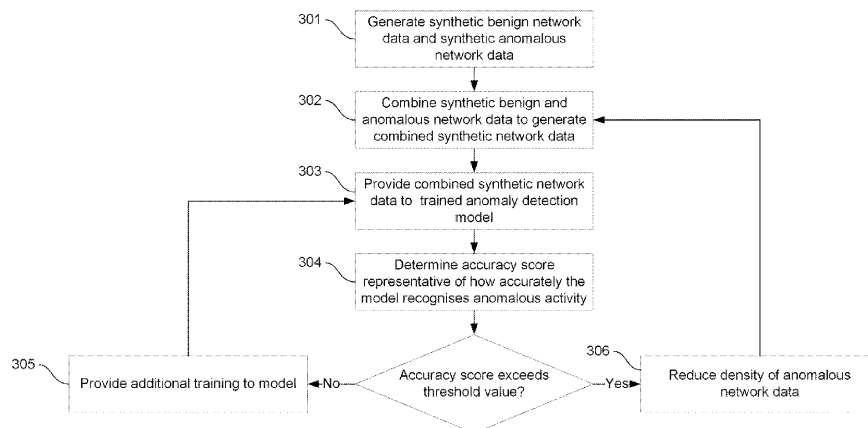 301
Generate synthetic benign network
data and synthetic anomalous
network data
302
Combine synthetic benign and
anomalous network data to generate
combined synthetic network data
303
Provide combined synthetic network
data to trained anomaly detection
model
304
Determine accuracy score
representative of how accurately the
model recognises anomalous activity
305
Provide additional training to model
No
Accuracy score exceeds
threshold value?
Yes
306
Reduce density of anomalous
network data